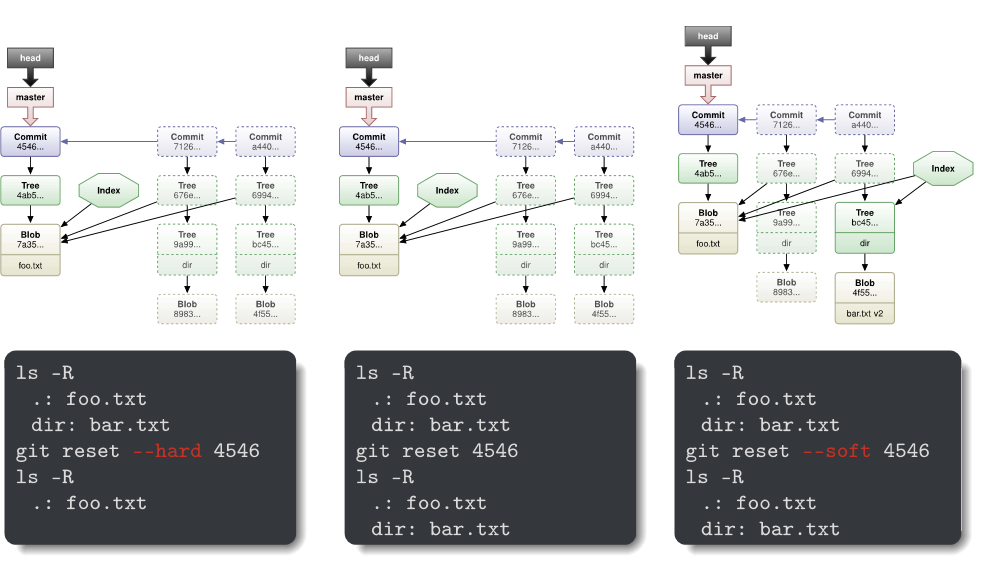 head
master
Commit
4546...
Commit
7126...
Commit
a440...
Tree
4ab5...
Index
Tree
676e...
Tree
6994...
Blob
7a35...
foo.txt
Tree
9a99...
dir
Tree
bc45...
dir
Blob
8983...
Blob
4f55...
ls -R
.: foo.txt
dir: bar.txt
git reset --hard 4546
ls -R
.: foo.txt
head
master
Commit
4546...
Commit
7126...
Commit
a440...
Tree
4ab5...
Index
Tree
676e...
Tree
6994...
Blob
7a35...
foo.txt
Tree
9a99...
dir
Tree
bc45...
dir
Blob
8983...
Blob
4f55...
ls -R
.: foo.txt
dir: bar.txt
git reset 4546
ls -R
.: foo.txt
dir: bar.txt
head
master
Commit
4546...
Commit
7126...
Commit
a440...
Tree
4ab5...
Tree
676e...
Tree
6994...
Index
Blob
7a35...
foo.txt
Tree
9a99...
dir
Tree
bc45...
dir
Blob
8983...
Blob
4f55...
bar.txt v2
ls -R
.: foo.txt
dir: bar.txt
git reset --soft 4546
ls -R
.: foo.txt
dir: bar.txt